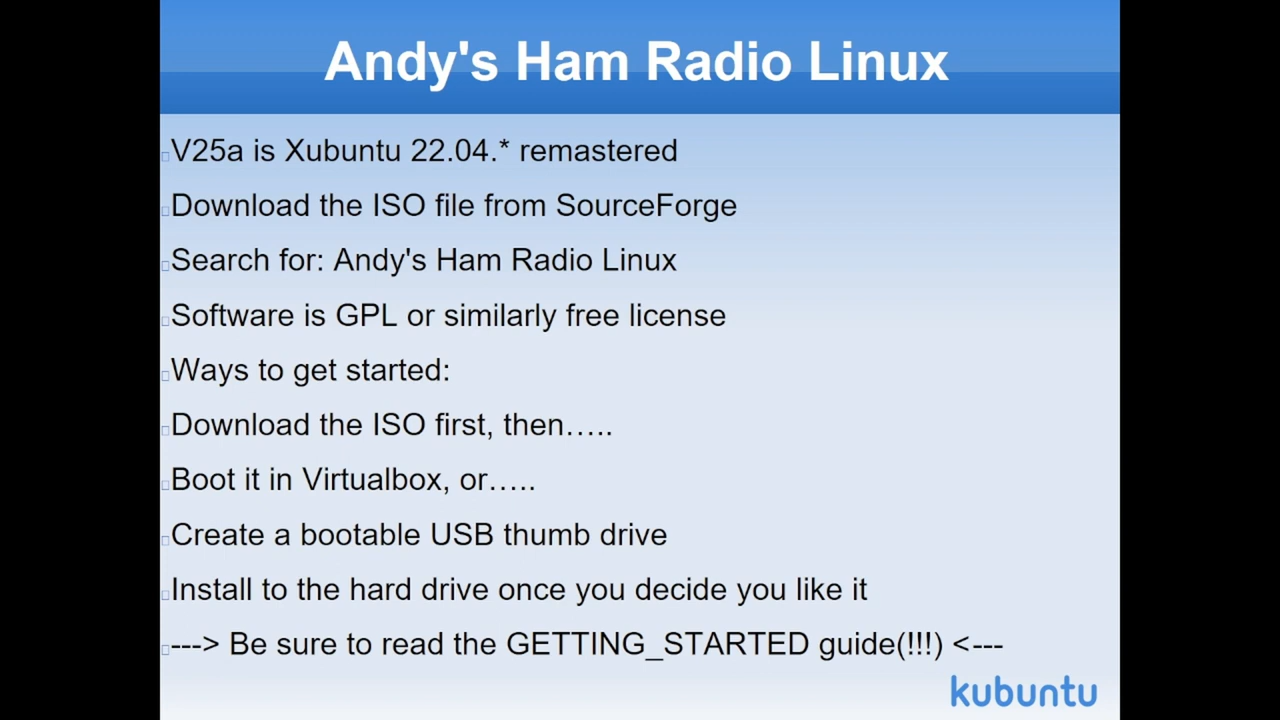 Andy's Ham Radio Linux
V25a is Xubuntu 22.04.* remastered
Download the ISO file from SourceForge
Search for: Andy's Ham Radio Linux
Software is GPL or similarly free license
Ways to get started:
Download the ISO first, then…..
Boot it in Virtualbox, or…..
Create a bootable USB thumb drive
Install to the hard drive once you decide you like it
---> Be sure to read the GETTING_STARTED guide(!!!) <---
kubuntu